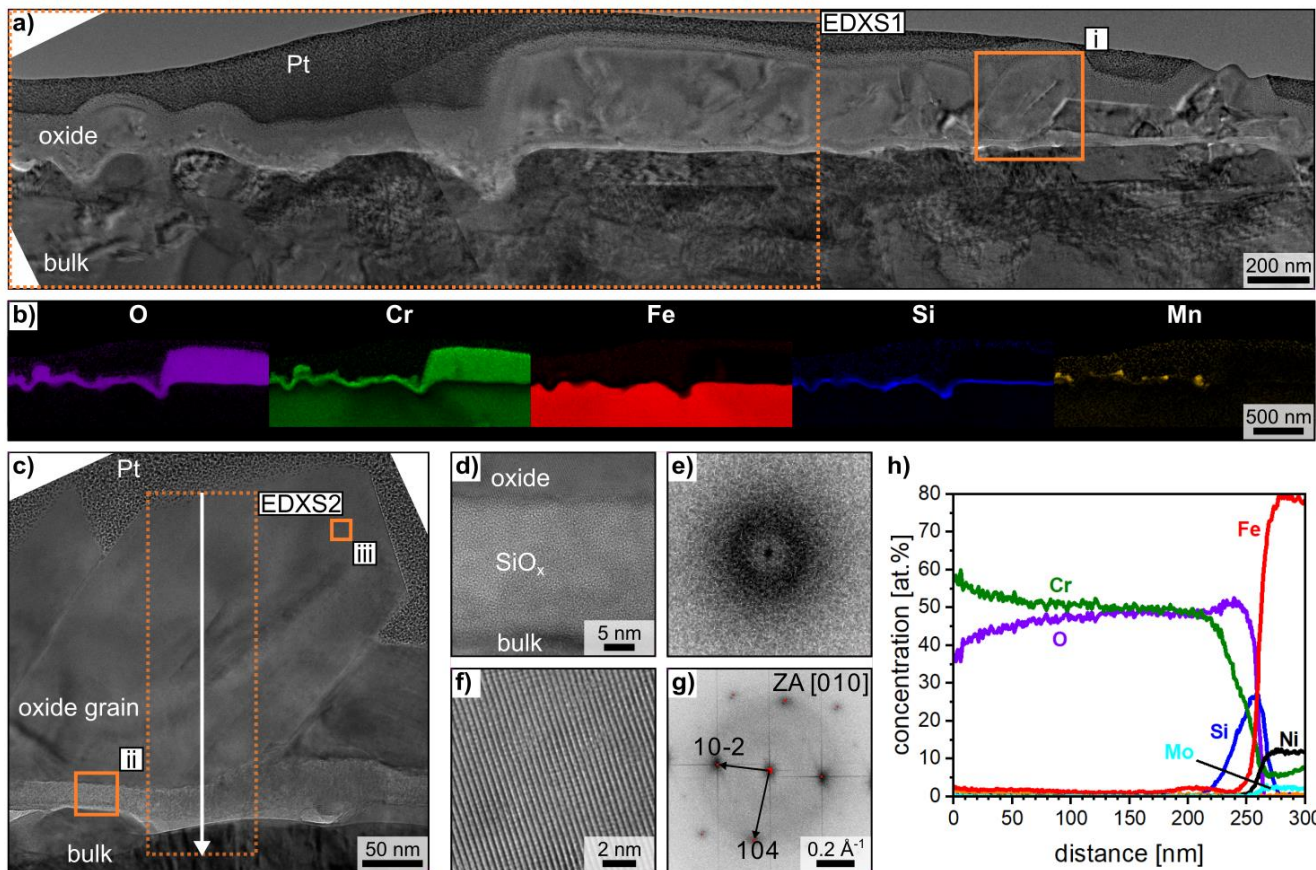 a)
EDXS1
Pt
i
oxide
bulk
200 nm
b)
O
Cr
Fe
Si
Mn
500 nm
c)
Pt
EDXS2
iii
oxide grain
ii
bulk
50 nm
d)
oxide
SiOₓ
bulk
5 nm
e)
f)
2 nm
g)
ZA [010]
10-2
104
0.2 Å⁻¹
h)
concentration [at.%]
80
70
60
50
40
30
20
10
0
Cr
O
Fe
Si
Mo
Ni
0 50 100 150 200 250 300
distance [nm]